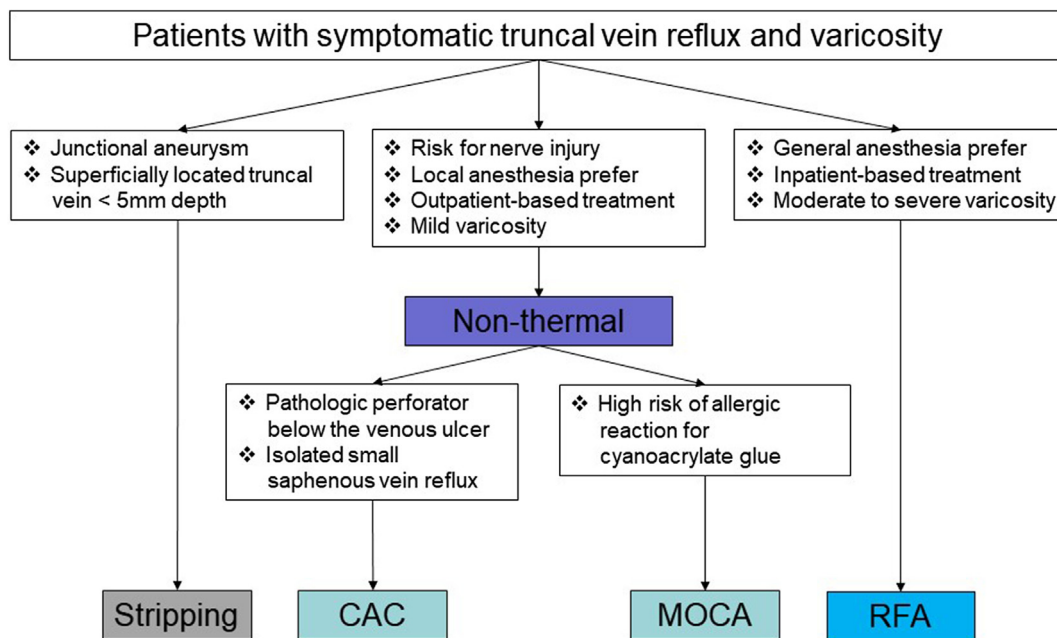 Patients with symptomatic truncal vein reflux and varicosity
❖ Junctional aneurysm
❖ Superficially located truncal
vein < 5mm depth
❖ Risk for nerve injury
❖ Local anesthesia prefer
❖ Outpatient-based treatment
❖ Mild varicosity
❖ General anesthesia prefer
❖ Inpatient-based treatment
❖ Moderate to severe varicosity
Non-thermal
❖ Pathologic perforator
below the venous ulcer
❖ Isolated small
saphenous vein reflux
❖ High risk of allergic
reaction for
cyanoacrylate glue
Stripping
CAC
MOCA
RFA